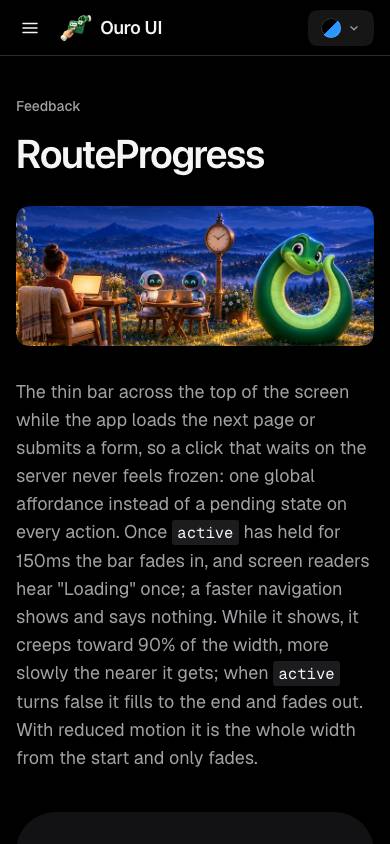 Ouro UI
Feedback
RouteProgress
The thin bar across the top of the screen
while the app loads the next page or
submits a form, so a click that waits on the
server never feels frozen: one global
affordance instead of a pending state on
every action. Once active has held for
150ms the bar fades in, and screen readers
hear "Loading" once; a faster navigation
shows and says nothing. While it shows, it
creeps toward 90% of the width, more
slowly the nearer it gets; when active
turns false it fills to the end and fades out.
With reduced motion it is the whole width
from the start and only fades.